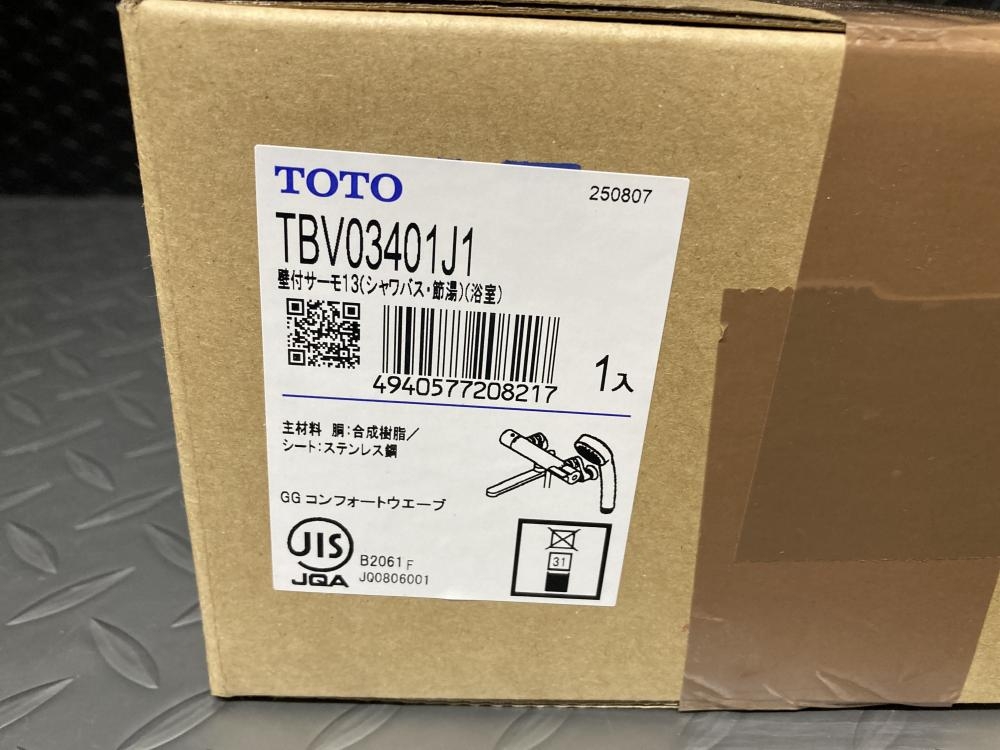 TOTO
250807
TBV03401J1
壁付サーモ13(シャワバス・節湯)(浴室)
4940577208217
1入
主材料 胴:合成樹脂/
シート:ステンレス鋼
GG コンフォートウエーブ
JIS
JQA
B2061 F
JQ0806001
31